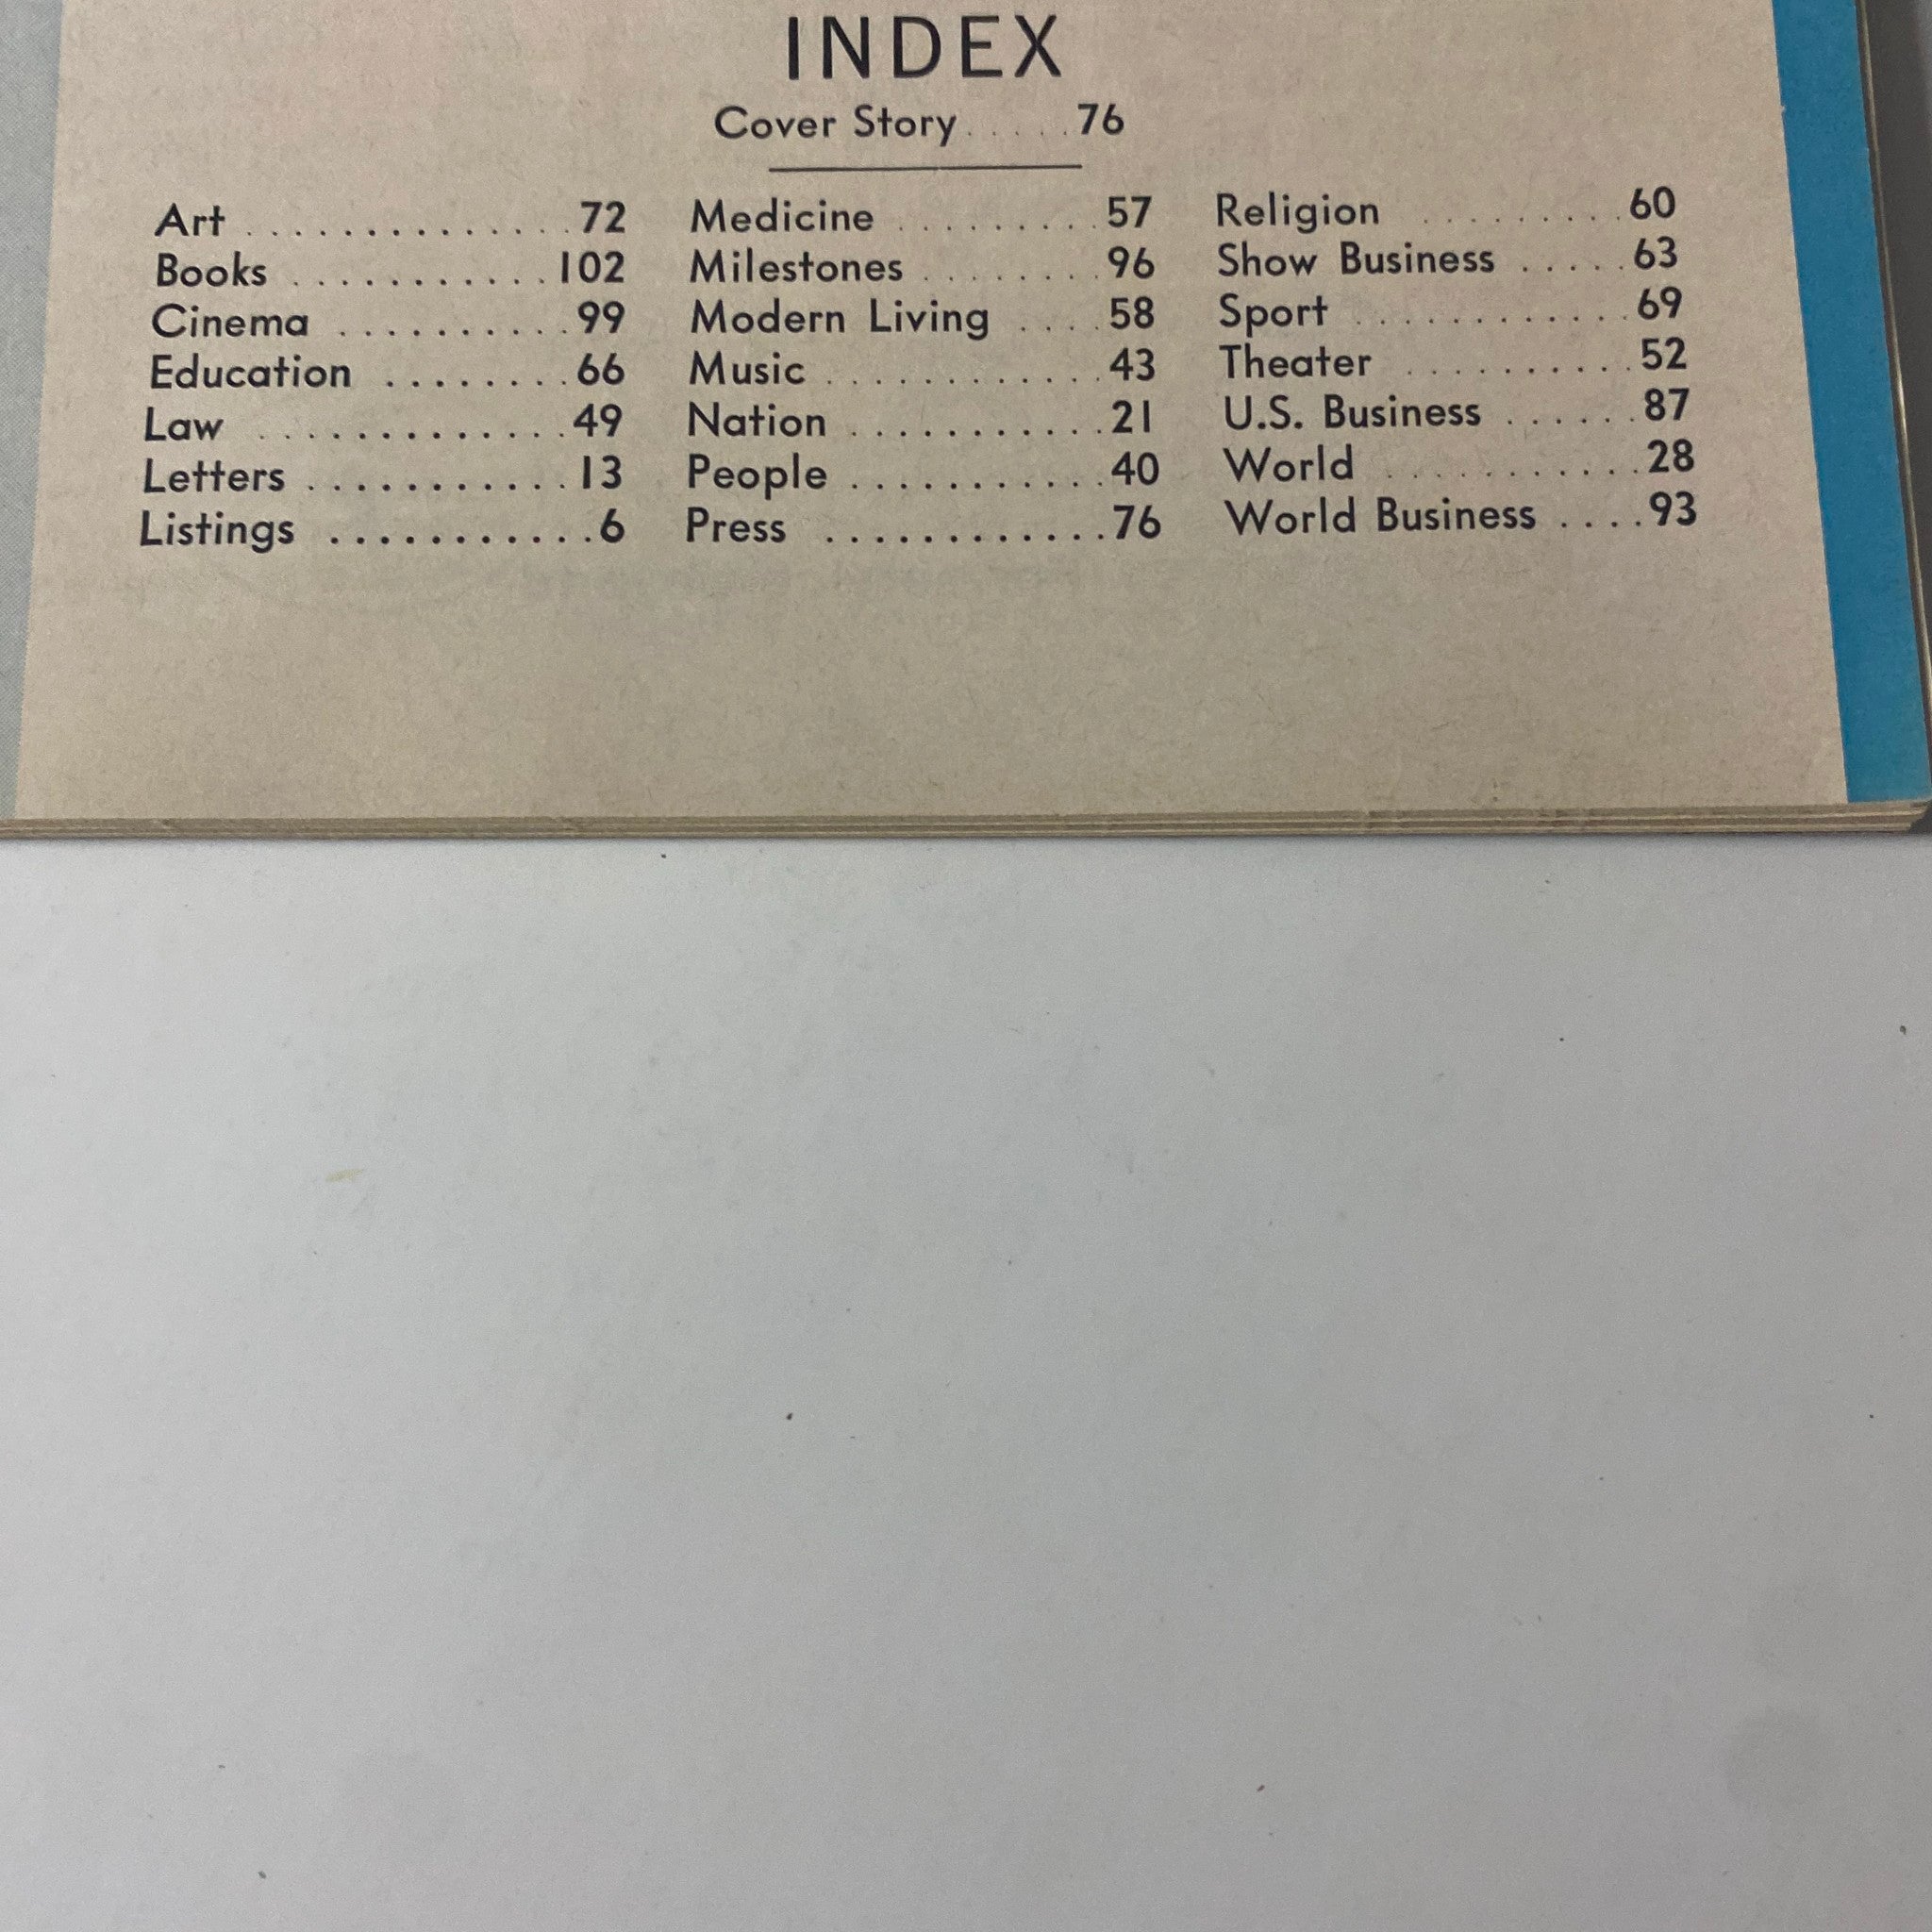 INDEX
Cover Story.....76
Art ..............72
Books ...........102
Cinema ..........99
Education ........66
Law .............49
Letters ...........13
Listings ...........6
Medicine .........57
Milestones ........96
Modern Living ....58
Music ............43
Nation ...........21
People ...........40
Press ............76
Religion .........60
Show Business .....63
Sport ............69
Theater ..........52
U.S. Business ......87
World ...........28
World Business ....93